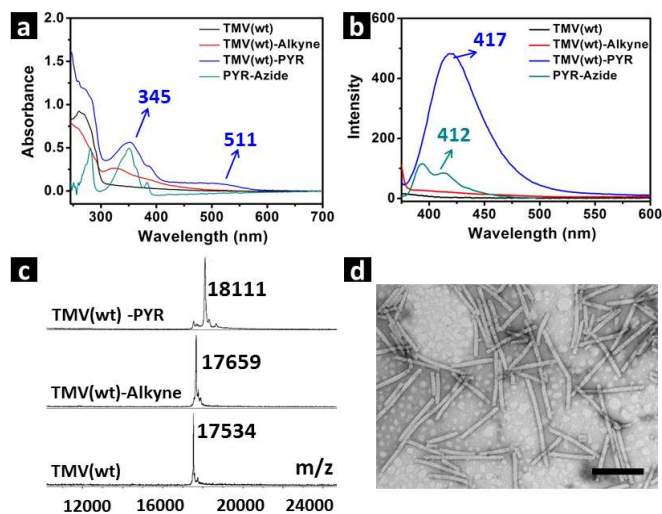 a
TMV(wt)
TMV(wt)-Alkyne
TMV(wt)-PYR
PYR-Azide
345
511
Absorbance
2.0
1.5
1.0
0.5
0.0
300 400 500 600 700
Wavelength (nm)
b
TMV(wt)
TMV(wt)-Alkyne
TMV(wt)-PYR
PYR-Azide
417
412
Intensity
600
500
400
300
200
100
0
400 450 500 550 600
Wavelength (nm)
c
18111
TMV(wt) -PYR
17659
TMV(wt)-Alkyne
17534
TMV(wt)
m/z
12000 16000 20000 24000
d